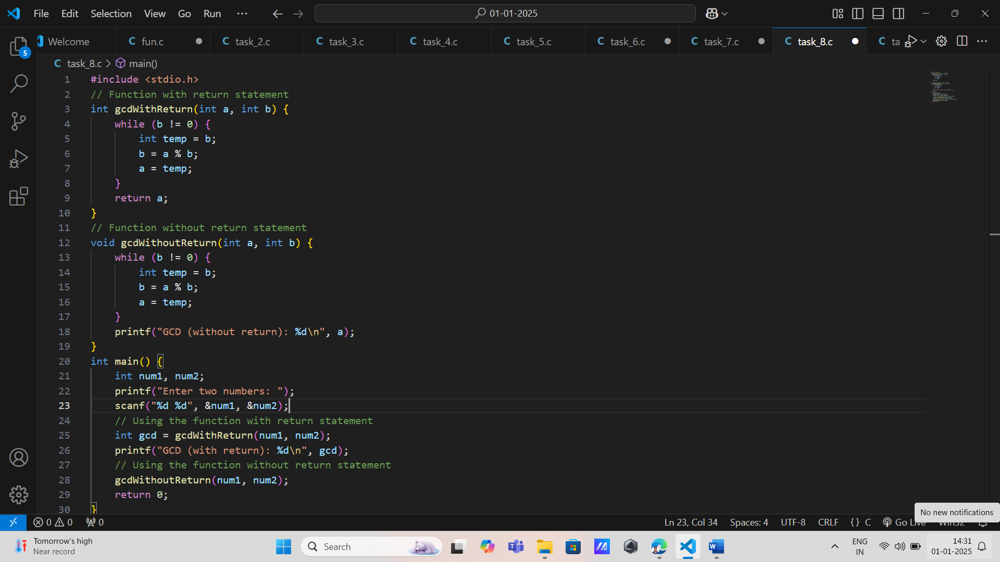 File Edit Selection View Go Run ··· 01-01-2025
Welcome fun.c task_2.c task_3.c task_4.c task_5.c task_6.c task_7.c task_8.c ta
5
C task_8.c > main()
1 #include <stdio.h>
2 // Function with return statement
3 int gcdWithReturn(int a, int b) {
4 while (b != 0) {
5 int temp = b;
6 b = a % b;
7 a = temp;
8 }
9 return a;
10 }
11 // Function without return statement
12 void gcdWithoutReturn(int a, int b) {
13 while (b != 0) {
14 int temp = b;
15 b = a % b;
16 a = temp;
17 }
18 printf("GCD (without return): %d\n", a);
19 }
20 int main() {
21 int num1, num2;
22 printf("Enter two numbers: ");
23 scanf("%d %d", &num1, &num2);
24 // Using the function with return statement
25 int gcd = gcdWithReturn(num1, num2);
26 printf("GCD (with return): %d\n", gcd);
27 // Using the function without return statement
28 gcdWithoutReturn(num1, num2);
29 return 0;
30 }
No new notifications
0 0 0 Ln 23, Col 34 Spaces: 4 UTF-8 CRLF {} C Go Live Win32
Tomorrow's high
Near record
Search
ENG
IN
14:31
01-01-2025